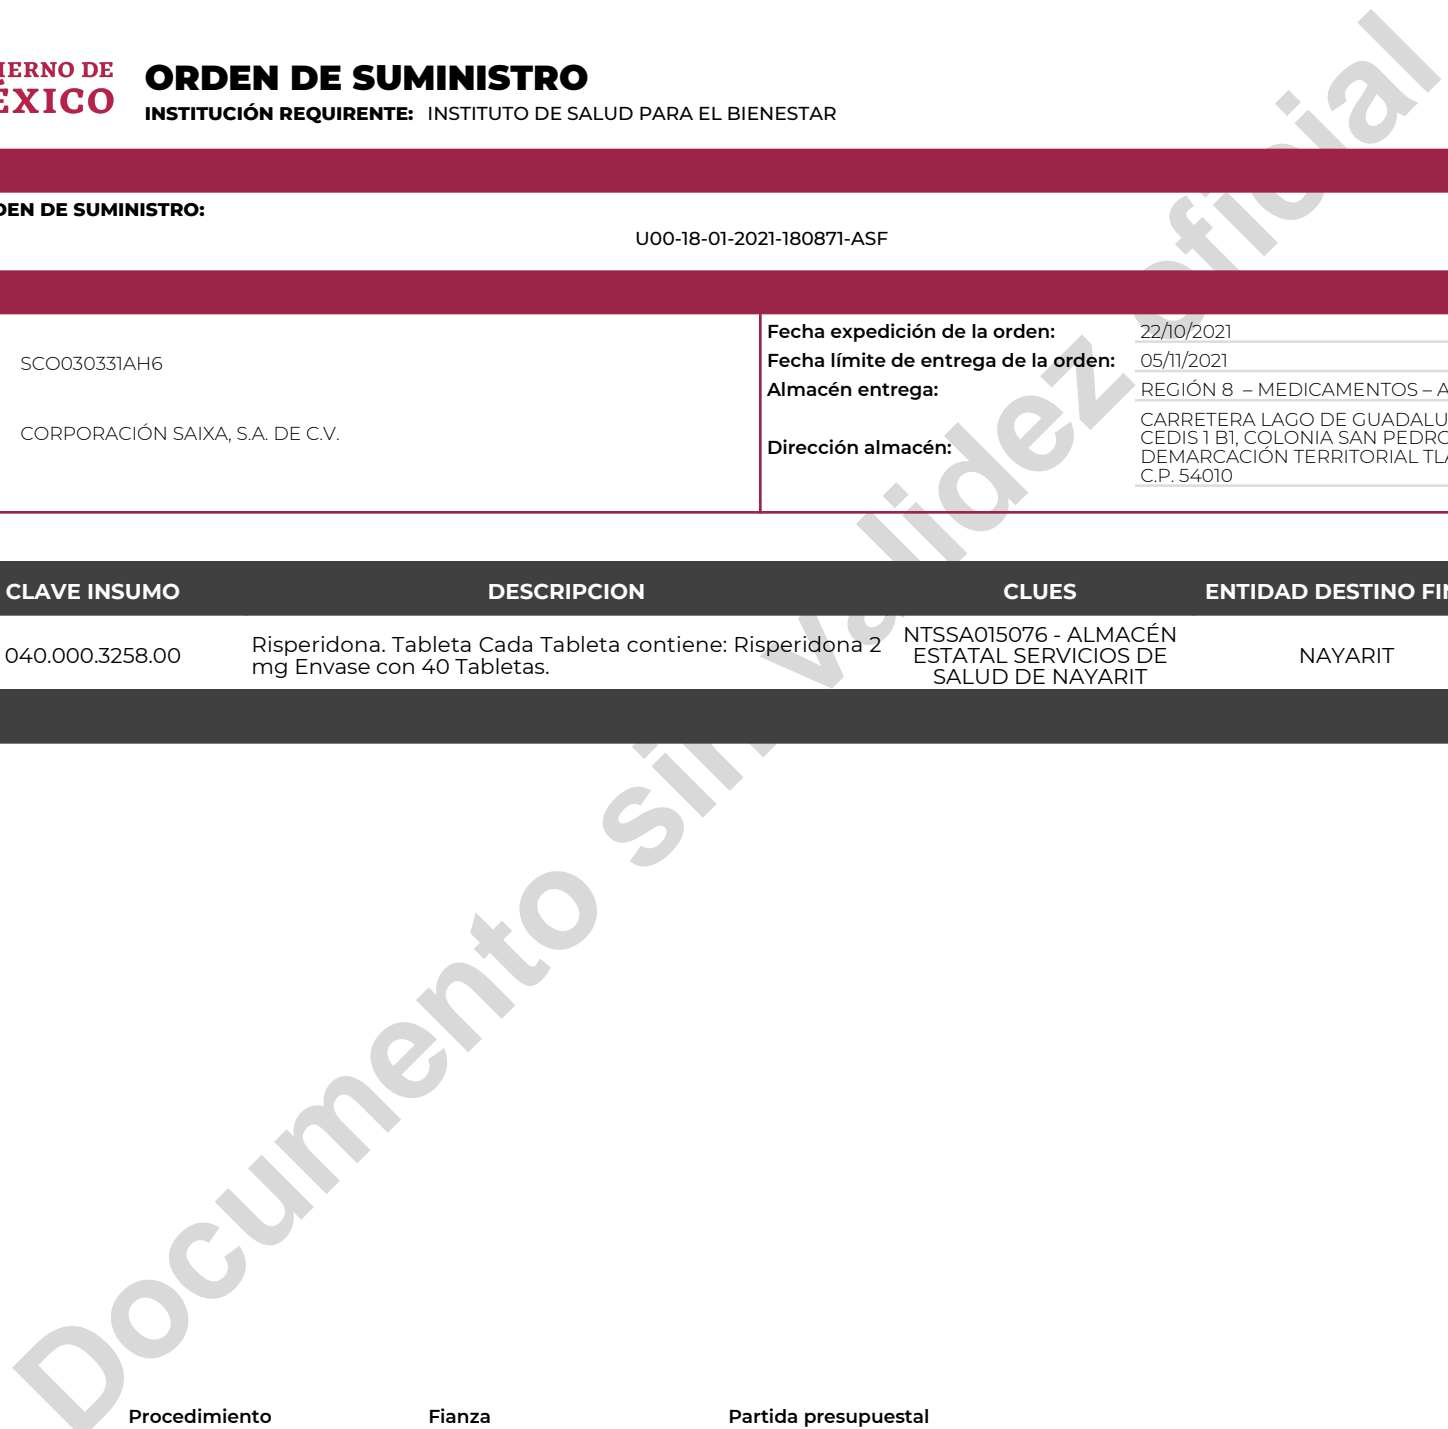 IERNO DE
ÉXICO
ORDEN DE SUMINISTRO
INSTITUCIÓN REQUIRENTE: INSTITUTO DE SALUD PARA EL BIENESTAR
DEN DE SUMINISTRO:
U00-18-01-2021-180871-ASF
SCO030331AH6
CORPORACIÓN SAIXA, S.A. DE C.V.
Fecha expedición de la orden: 22/10/2021
Fecha límite de entrega de la orden: 05/11/2021
Almacén entrega: REGIÓN 8 – MEDICAMENTOS – A
Dirección almacén:
CARRETERA LAGO DE GUADALU
CEDIS 1 B1, COLONIA SAN PEDRO
DEMARCACIÓN TERRITORIAL TLA
C.P. 54010
CLAVE INSUMO DESCRIPCION CLUES ENTIDAD DESTINO FIN
040.000.3258.00
Risperidona. Tableta Cada Tableta contiene: Risperidona 2
mg Envase con 40 Tabletas.
NTSSA015076 - ALMACÉN
ESTATAL SERVICIOS DE
SALUD DE NAYARIT
NAYARIT
Documento sin validez oficial
Procedimiento Fianza Partida presupuestal